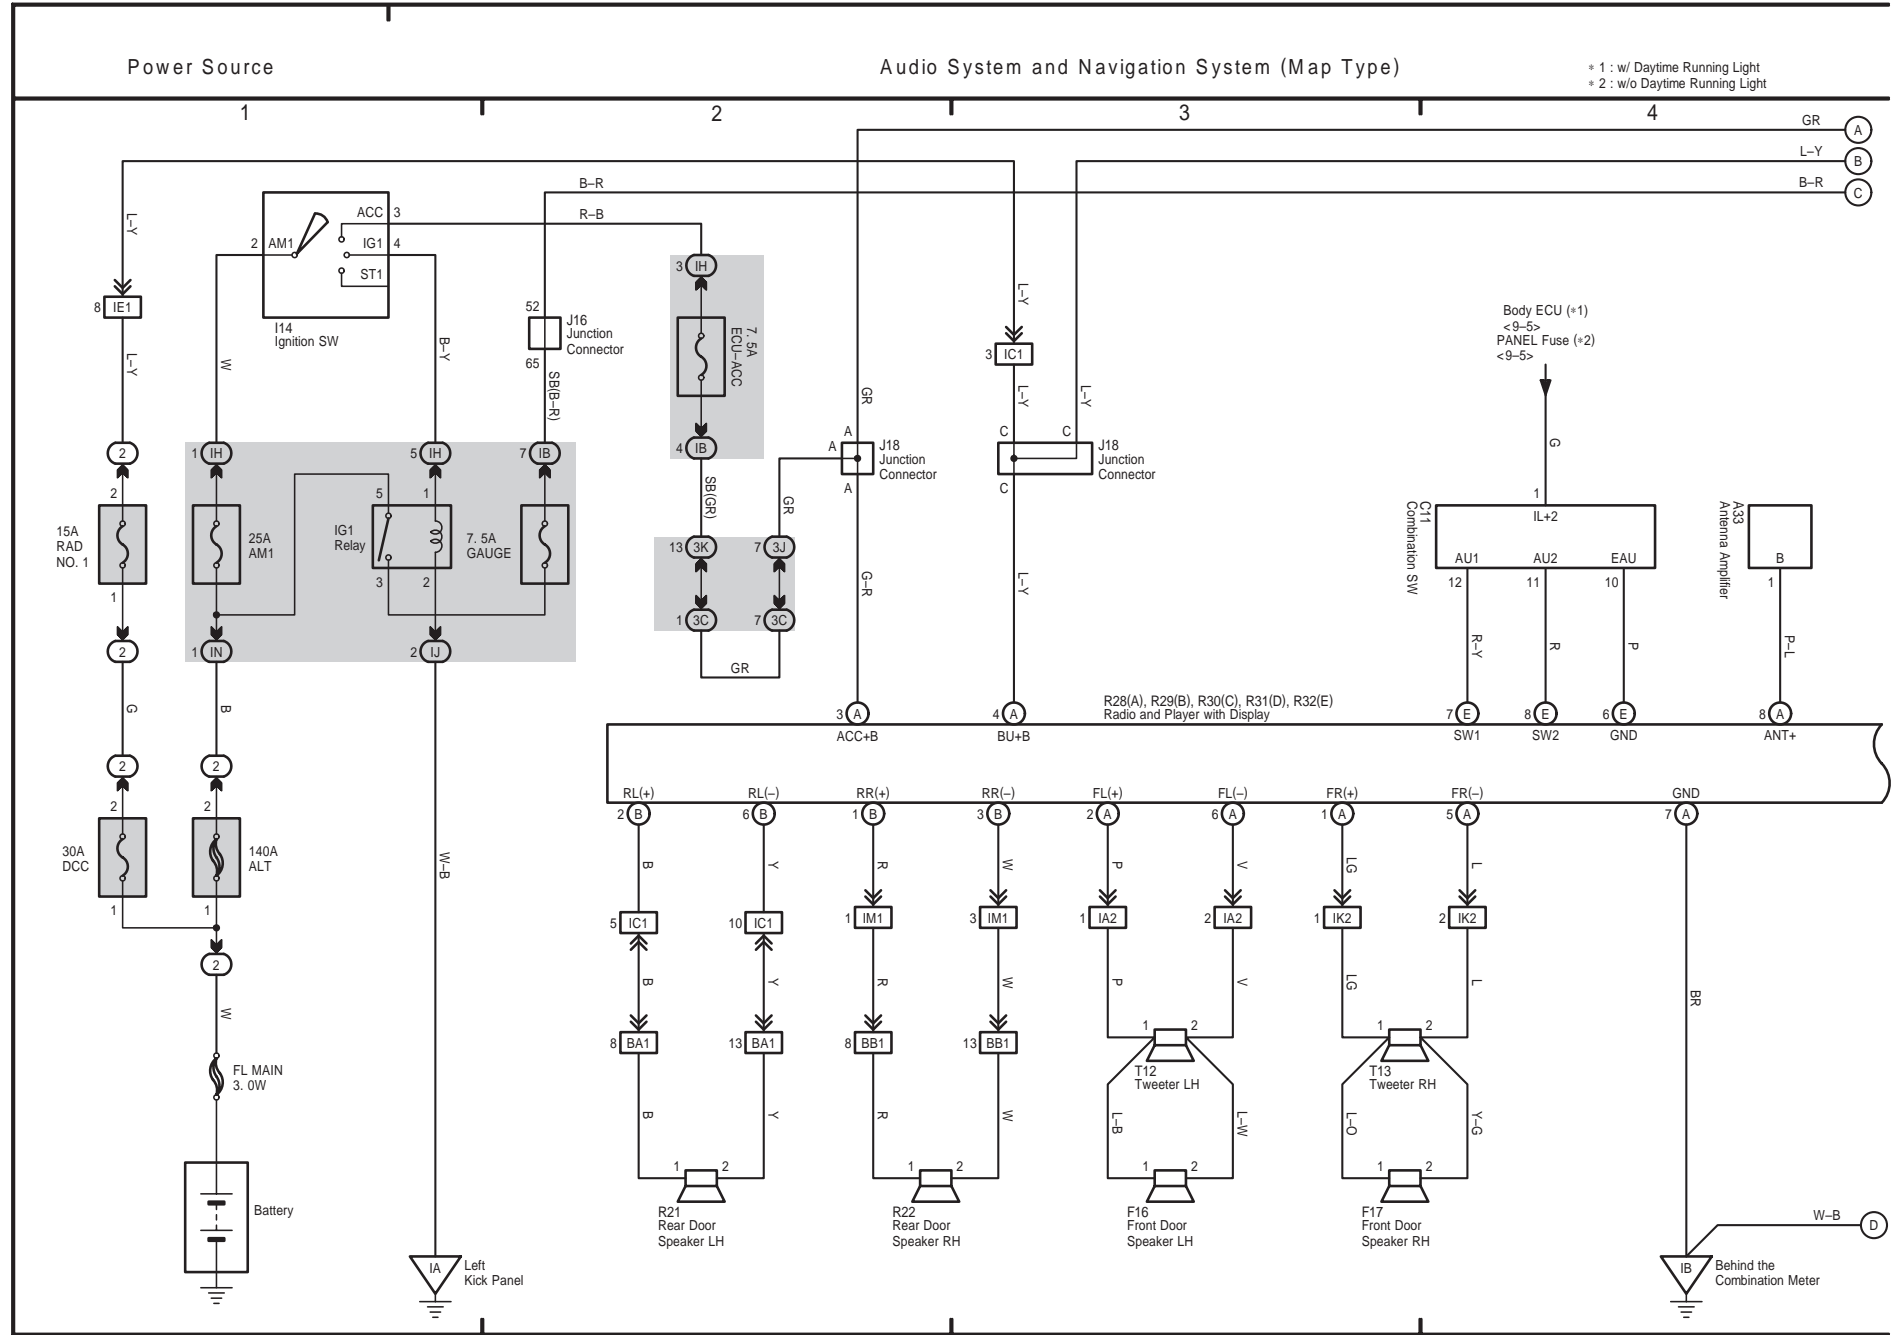 Power Source
Audio System and Navigation System (Map Type)
∗ 1 : w/ Daytime Running Light
∗ 2 : w/o Daytime Running Light
1
2
3
4
GR
A
L–Y
B
B–R
C
B–R
R–B
L–Y
8
IE1
L–Y
2
AM1
ACC
3
IG1
4
ST1
I14
Ignition SW
W
B–Y
52
J16
Junction
Connector
65
SB(B–R)
3
IH
7. 5A
ECU–ACC
4
IB
SB(GR)
GR
L–Y
3
IC1
L–Y
L–Y
GR
A
A
A
J18
Junction
Connector
C
C
C
J18
Junction
Connector
Body ECU (∗1)
<9–5>
PANEL Fuse (∗2)
<9–5>
G
2
2
15A
RAD
NO. 1
1
2
1
IH
25A
AM1
1
IN
5
IH
5
1
IG1
Relay
3
2
2
IJ
7
IB
7. 5A
GAUGE
13
3K
7
3J
1
3C
7
3C
GR
G–R
L–Y
C11
Combination SW
1
IL+2
AU1
AU2
EAU
12
11
10
R–Y
R
P
A33
Antenna Amplifier
B
1
P–L
G
B
R28(A), R29(B), R30(C), R31(D), R32(E)
Radio and Player with Display
3
A
ACC+B
4
A
BU+B
7
E
SW1
8
E
SW2
6
E
GND
8
A
ANT+
2
2
2
2
30A
DCC
140A
ALT
1
1
2
W
FL MAIN
3. 0W
Battery
W–B
IA
Left
Kick Panel
RL(+)
RL(–)
RR(+)
RR(–)
FL(+)
FL(–)
FR(+)
FR(–)
GND
2
B
6
B
1
B
3
B
2
A
6
A
1
A
5
A
7
A
B
Y
R
W
P
V
LG
L
5
IC1
10
IC1
1
IM1
3
IM1
1
IA2
2
IA2
1
IK2
2
IK2
B
Y
R
W
P
V
LG
L
BR
8
BA1
13
BA1
8
BB1
13
BB1
1
2
T12
Tweeter LH
1
2
T13
Tweeter RH
B
Y
R
W
L–B
L–W
L–O
Y–G
1
2
R21
Rear Door
Speaker LH
1
2
R22
Rear Door
Speaker RH
1
2
F16
Front Door
Speaker LH
1
2
F17
Front Door
Speaker RH
W–B
D
IB
Behind the
Combination Meter